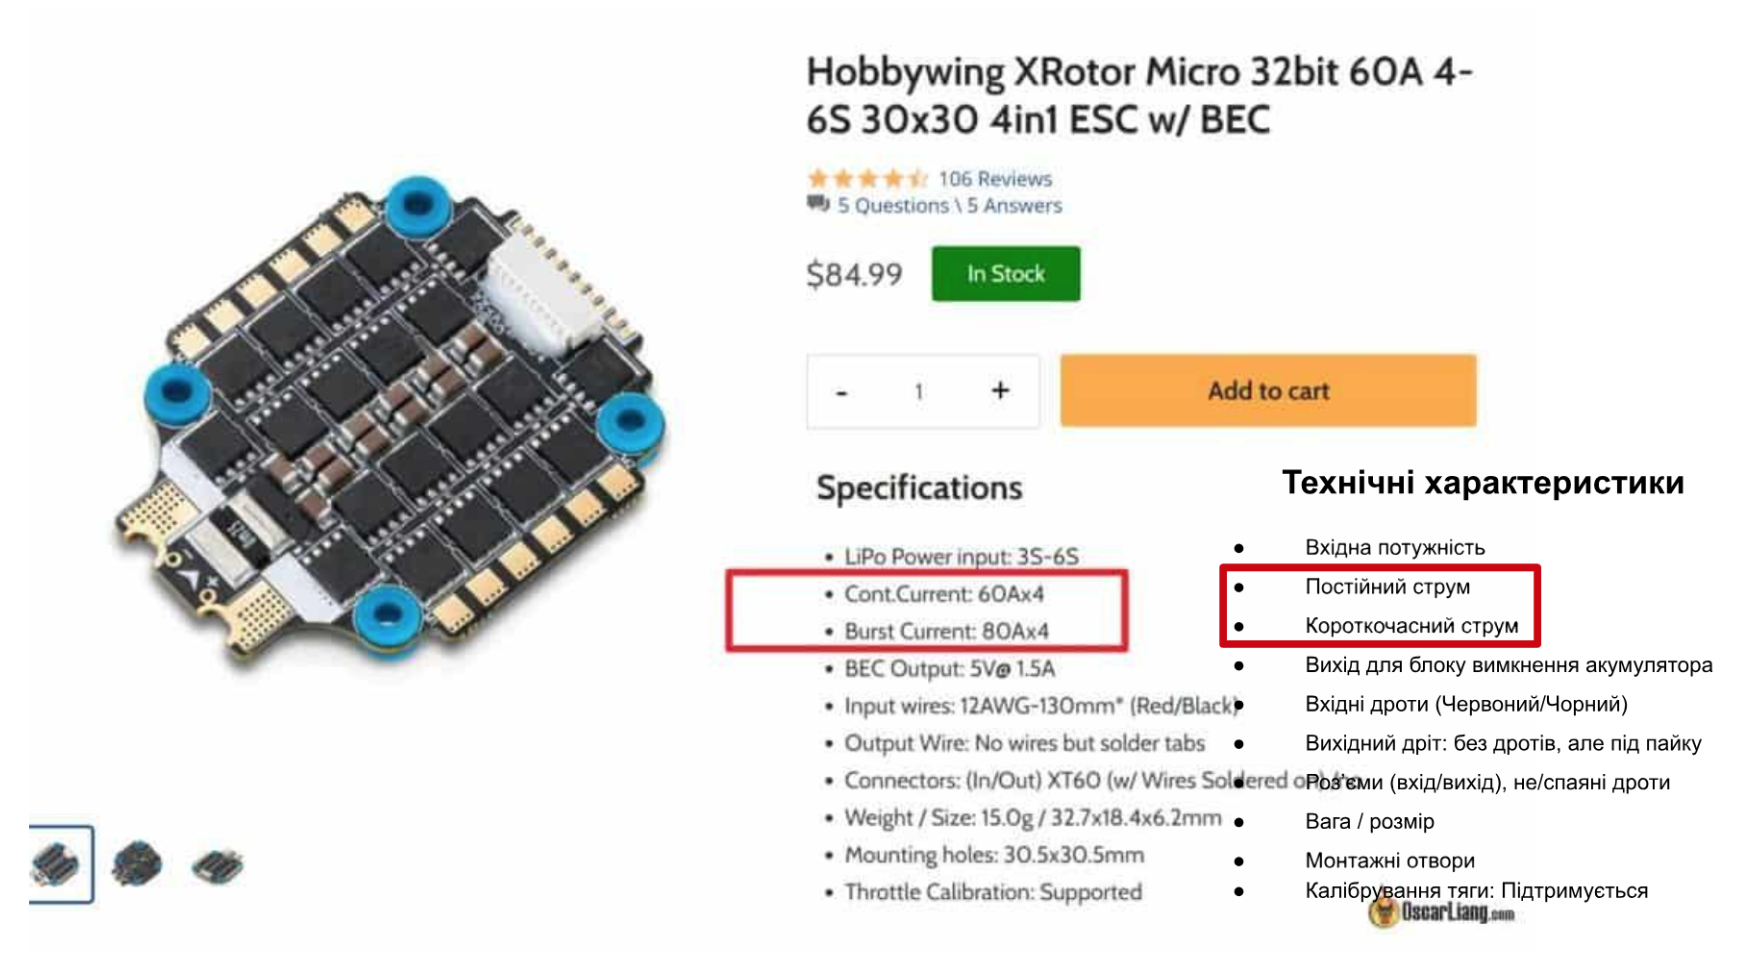 Hobbywing XRotor Micro 32bit 60A 4-
6S 30x30 4in1 ESC w/ BEC
106 Reviews
5 Questions \ 5 Answers
$84.99
In Stock
- 1 +
Add to cart
Specifications
• LiPo Power input: 3S-6S
• Cont.Current: 60Ax4
• Burst Current: 80Ax4
• BEC Output: 5V@ 1.5A
• Input wires: 12AWG-130mm* (Red/Black)
• Output Wire: No wires but solder tabs
• Connectors: (In/Out) XT60 (w/ Wires Soldered on)
• Weight / Size: 15.0g / 32.7x18.4x6.2mm
• Mounting holes: 30.5x30.5mm
• Throttle Calibration: Supported
Технічні характеристики
● Вхідна потужність
● Постійний струм
● Короткочасний струм
● Вихід для блоку вимкнення акумулятора
● Вхідні дроти (Червоний/Чорний)
● Вихідний дріт: без дротів, але під пайку
● Роз'єми (вхід/вихід), не/спаяні дроти
● Вага / розмір
● Монтажні отвори
● Калібрування тяги: Підтримується
OscarLiang.com